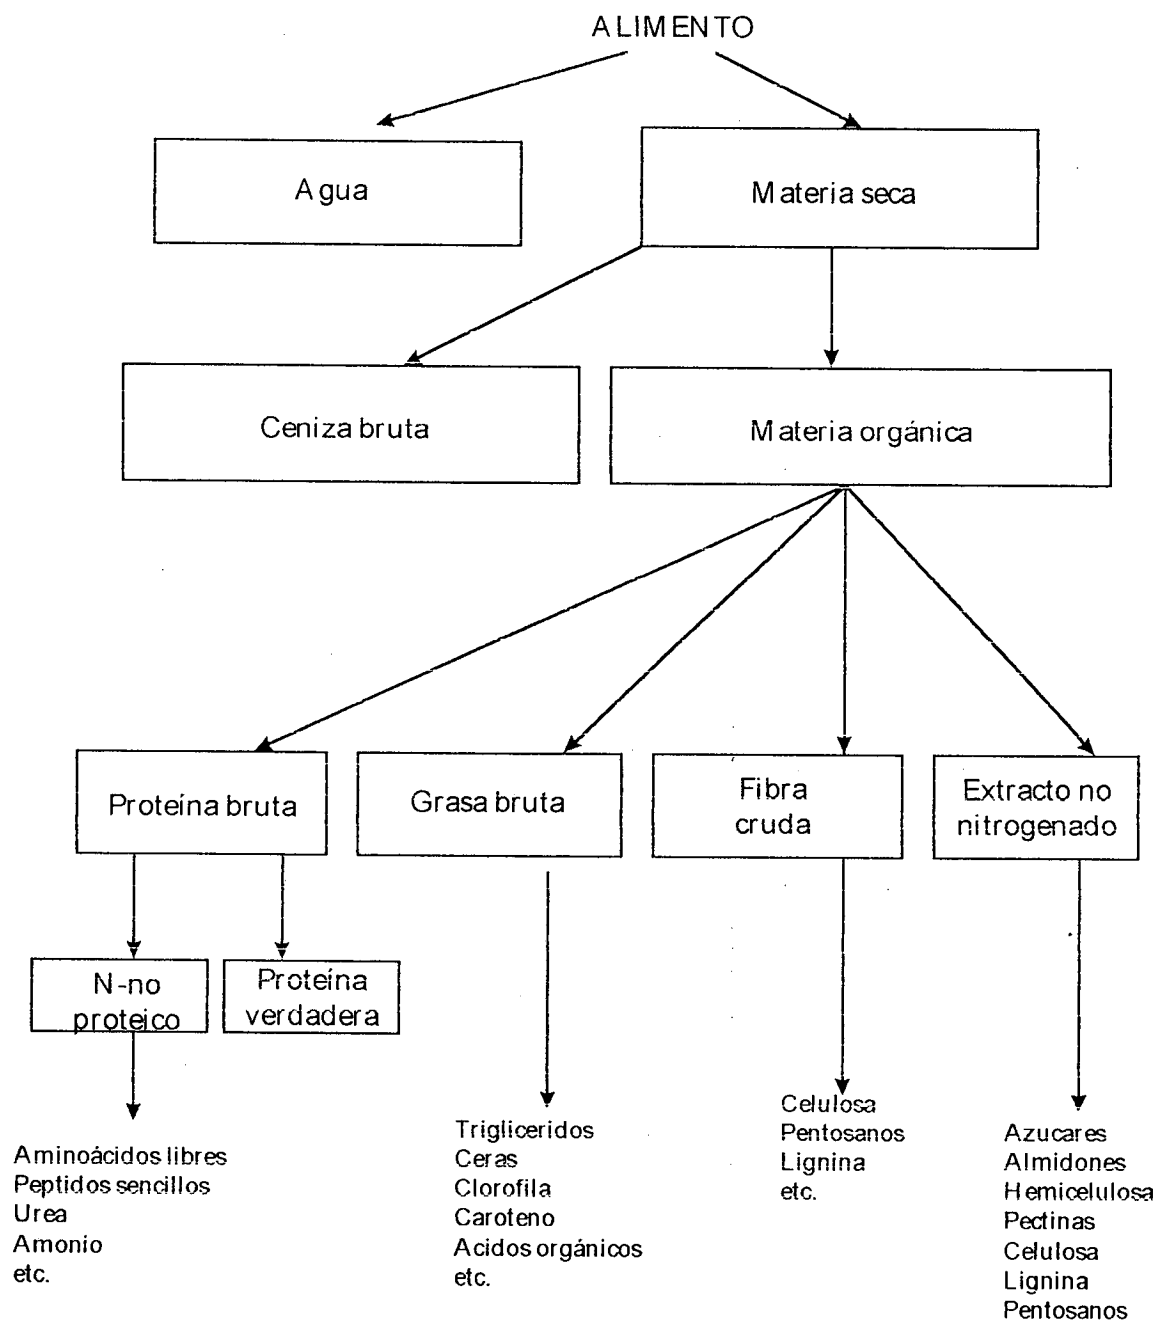 ALIMENTO
Agua
Materia seca
Ceniza bruta
Materia orgánica
Proteína bruta
Grasa bruta
Fibra
cruda
Extracto no
nitrogenado
N-no
proteico
Proteína
verdadera
Aminoácidos libres
Peptidos sencillos
Urea
Amonio
etc.
Trigliceridos
Ceras
Clorofila
Caroteno
Acidos orgánicos
etc.
Celulosa
Pentosanos
Lignina
etc.
Azucares
Almidones
Hemicelulosa
Pectinas
Celulosa
Lignina
Pentosanos